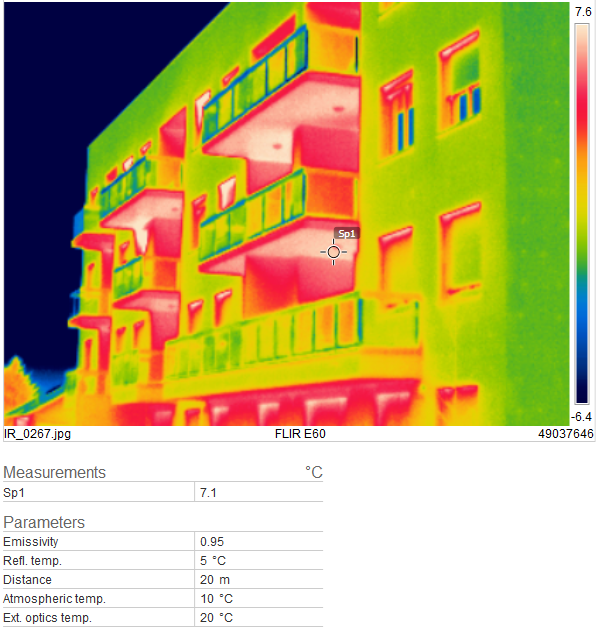 7.6
Sp1
-6.4
IR_0267.jpg FLIR E60 49037646
Measurements °C
Sp1 7.1
Parameters
Emissivity 0.95
Refl. temp. 5 °C
Distance 20 m
Atmospheric temp. 10 °C
Ext. optics temp. 20 °C